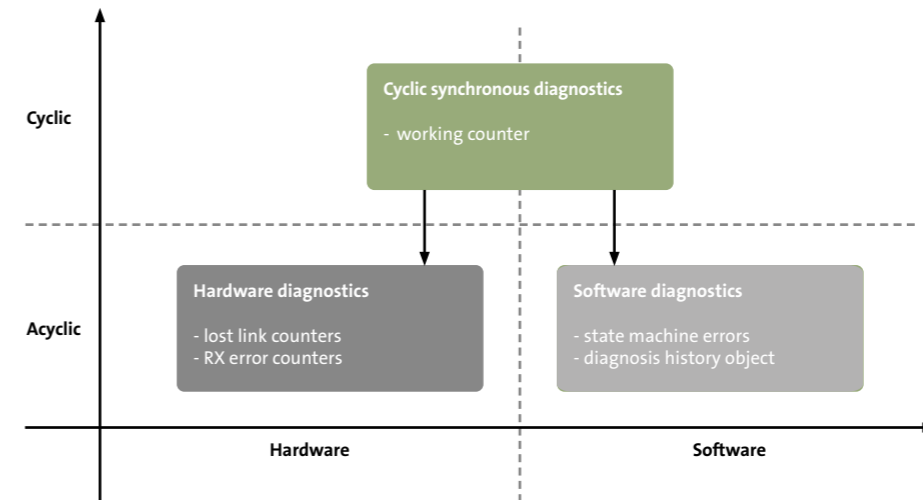 Cyclic synchronous diagnostics
Cyclic
- working counter
Hardware diagnostics
Software diagnostics
Acyclic
- lost link counters
- RX error counters
- state machine errors
- diagnosis history object
Hardware
Software